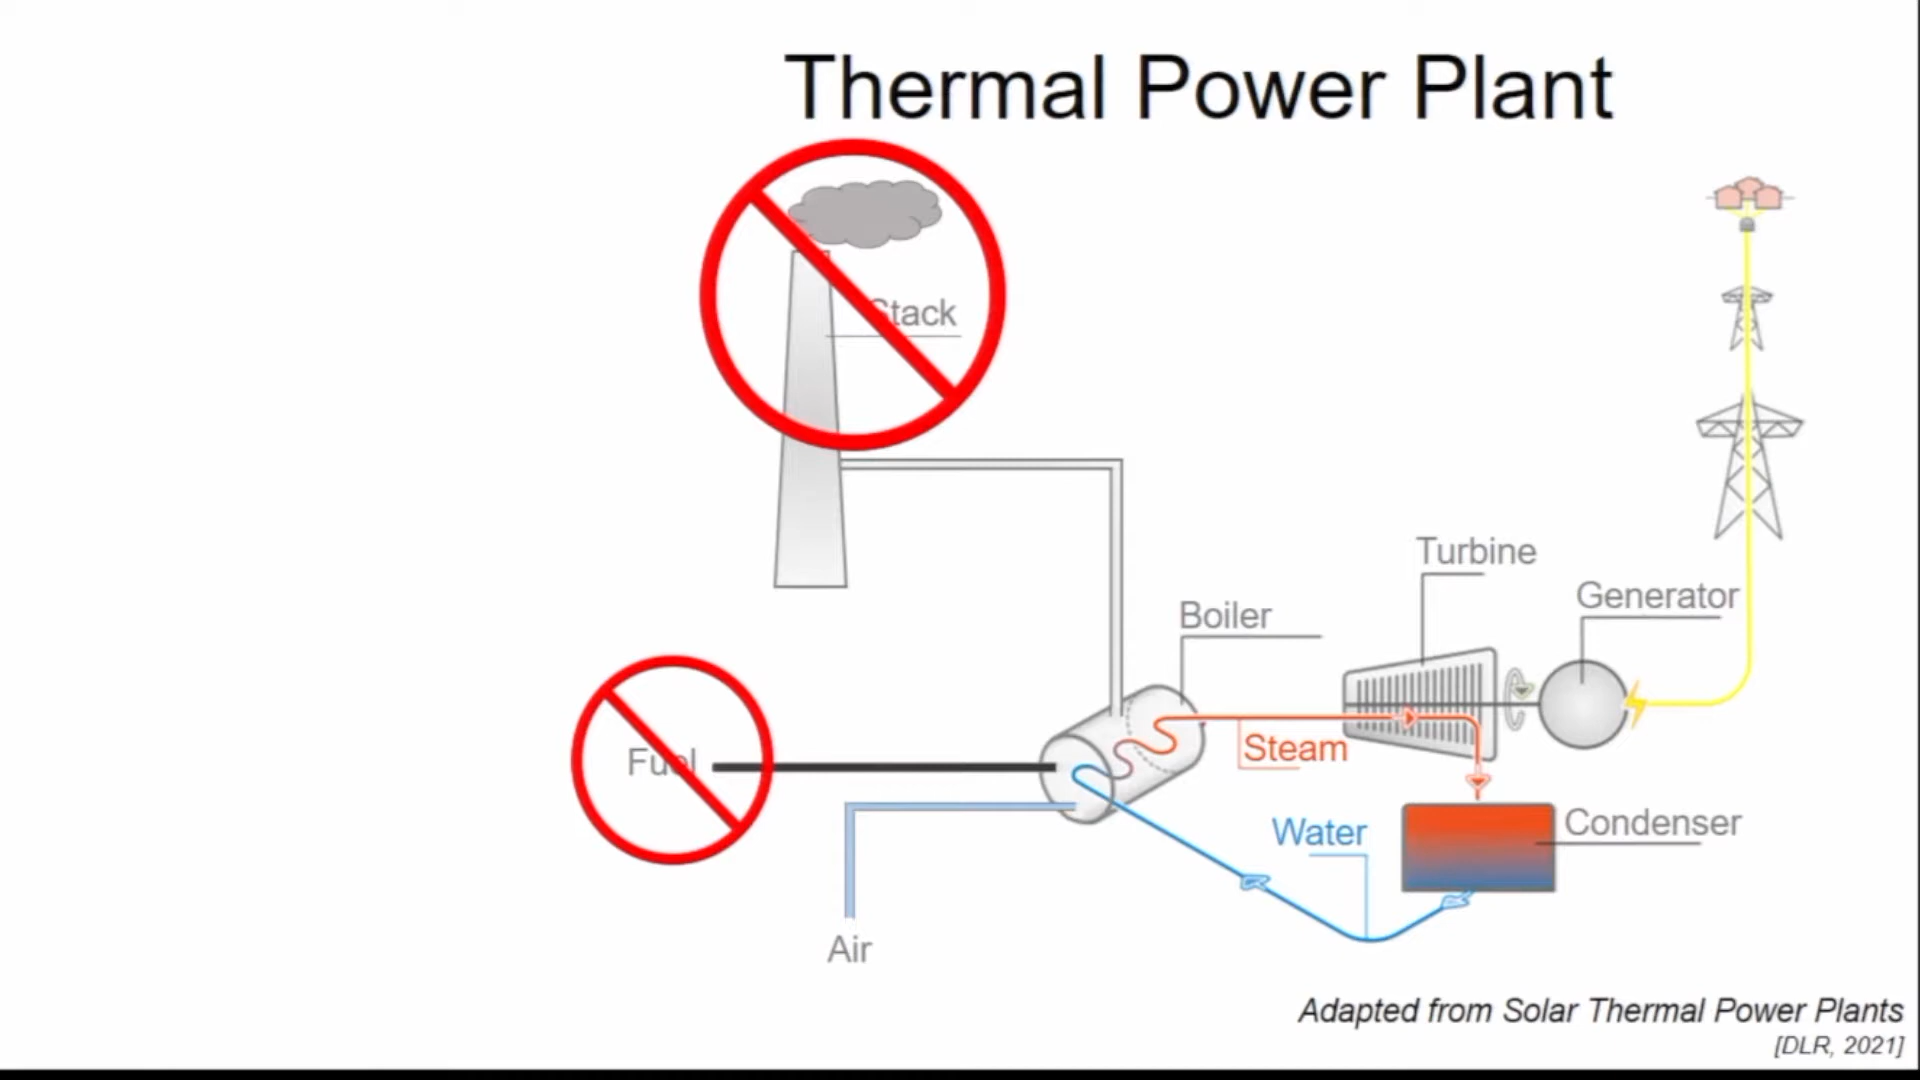 Thermal Power Plant
Stack
Turbine
Generator
Boiler
Steam
Fuel
Water
Condenser
Air
Adapted from Solar Thermal Power Plants
[DLR, 2021]